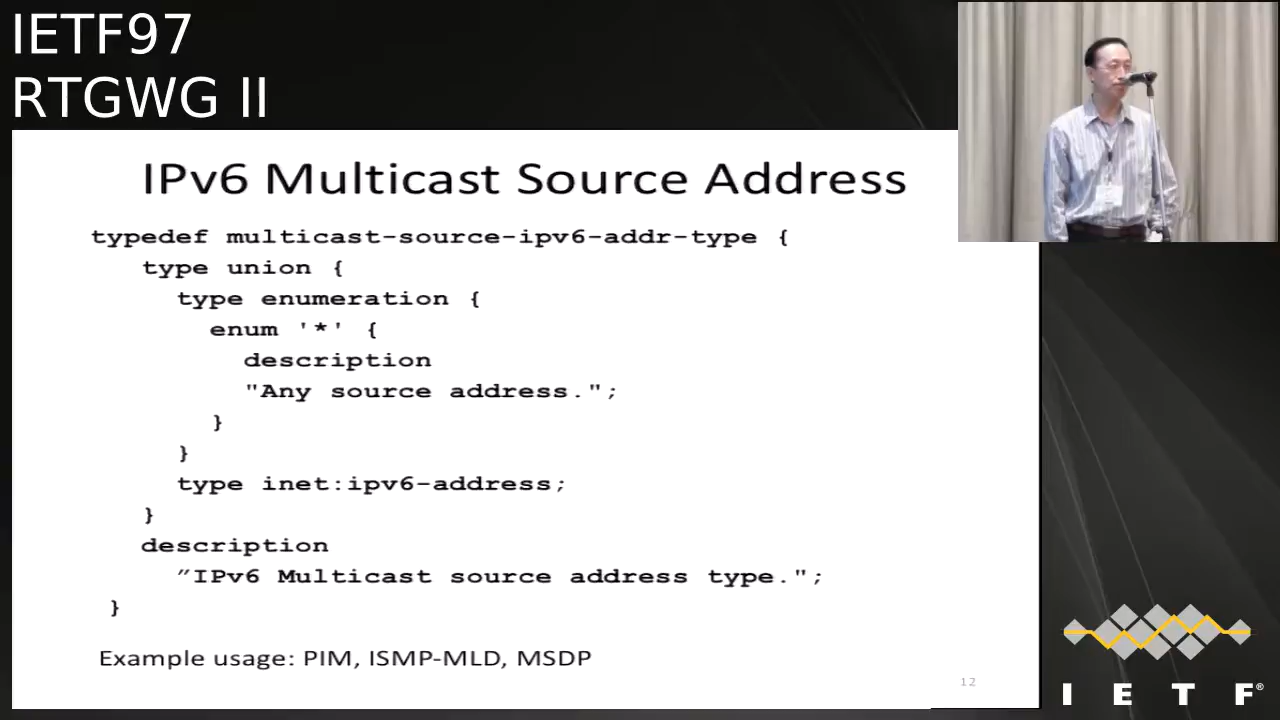 IETF97
RTGWG II
IPv6 Multicast Source Address
typedef multicast-source-ipv6-addr-type {
type union {
type enumeration {
enum '*' {
description
"Any source address.";
}
}
type inet:ipv6-address;
}
description
″IPv6 Multicast source address type.";
}
Example usage: PIM, ISMP-MLD, MSDP
12
I E T F®